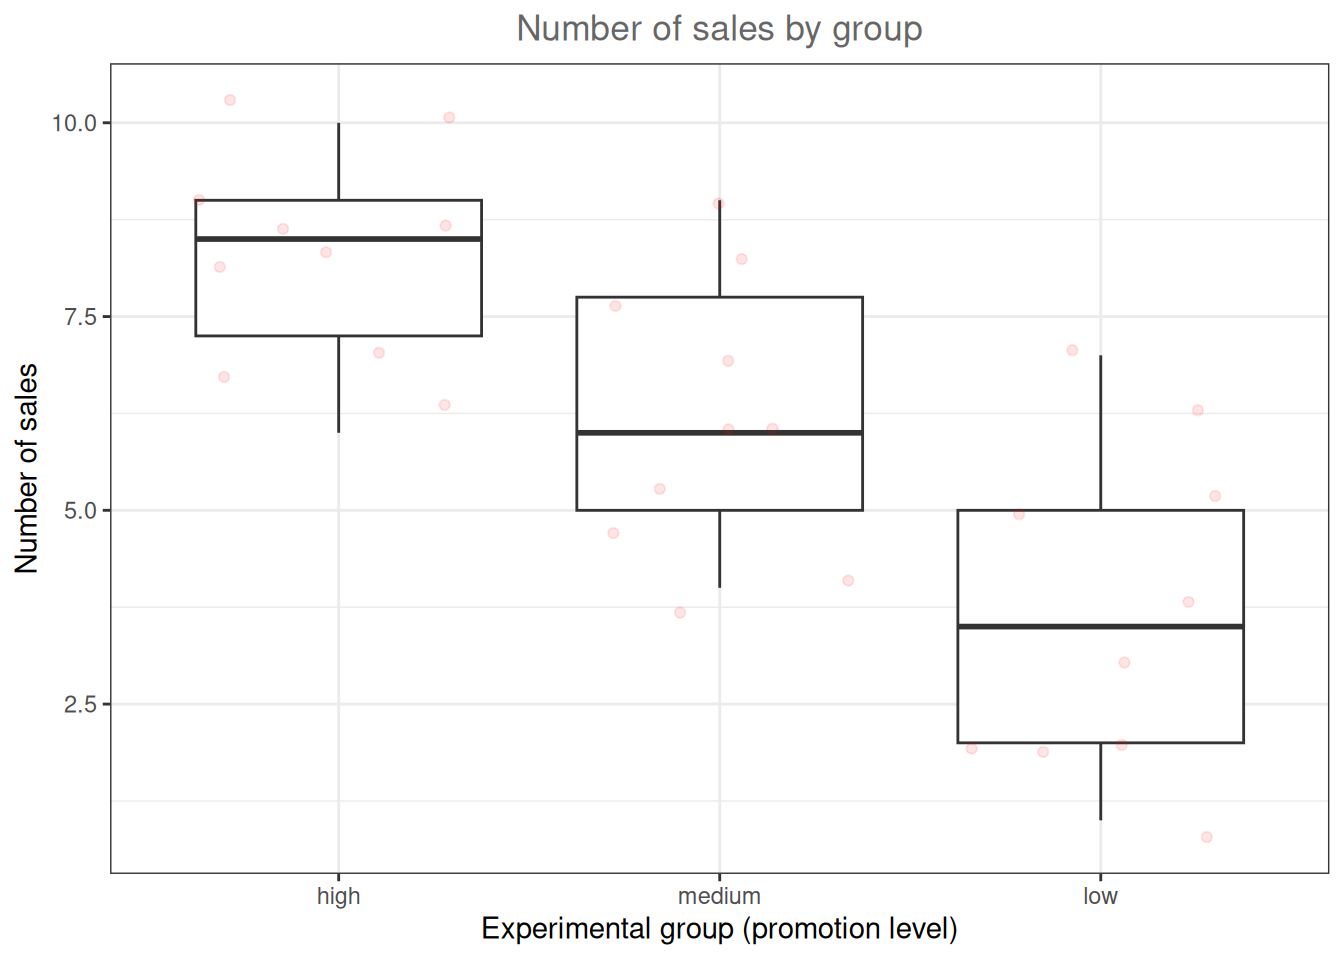 Number of sales by group
Number of sales
10.0
7.5
5.0
2.5
high medium low
Experimental group (promotion level)